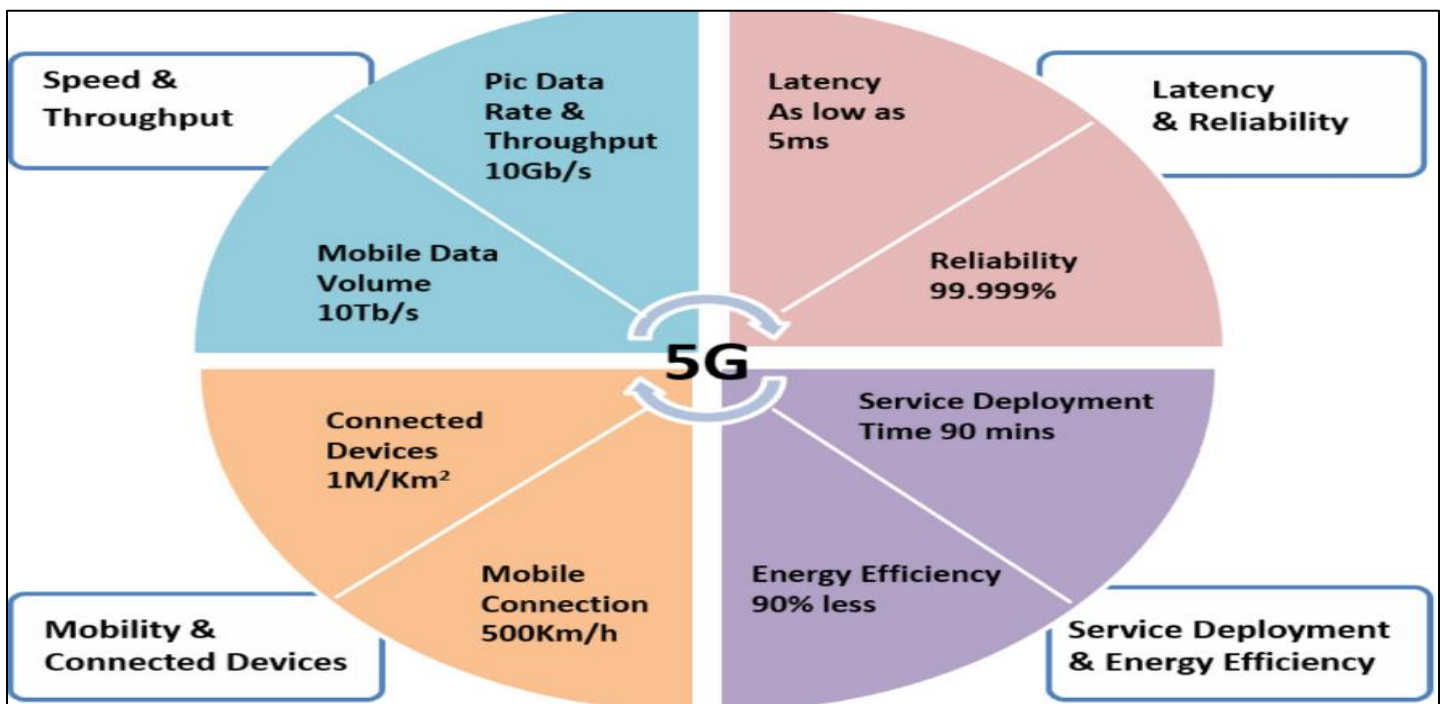 Speed &
Throughput
Pic Data
Rate &
Throughput
10Gb/s
Mobile Data
Volume
10Tb/s
Latency
As low as
5ms
Reliability
99.999%
Latency
& Reliability
5G
Connected
Devices
1M/Km²
Mobile
Connection
500Km/h
Mobility &
Connected Devices
Service Deployment
Time 90 mins
Energy Efficiency
90% less
Service Deployment
& Energy Efficiency